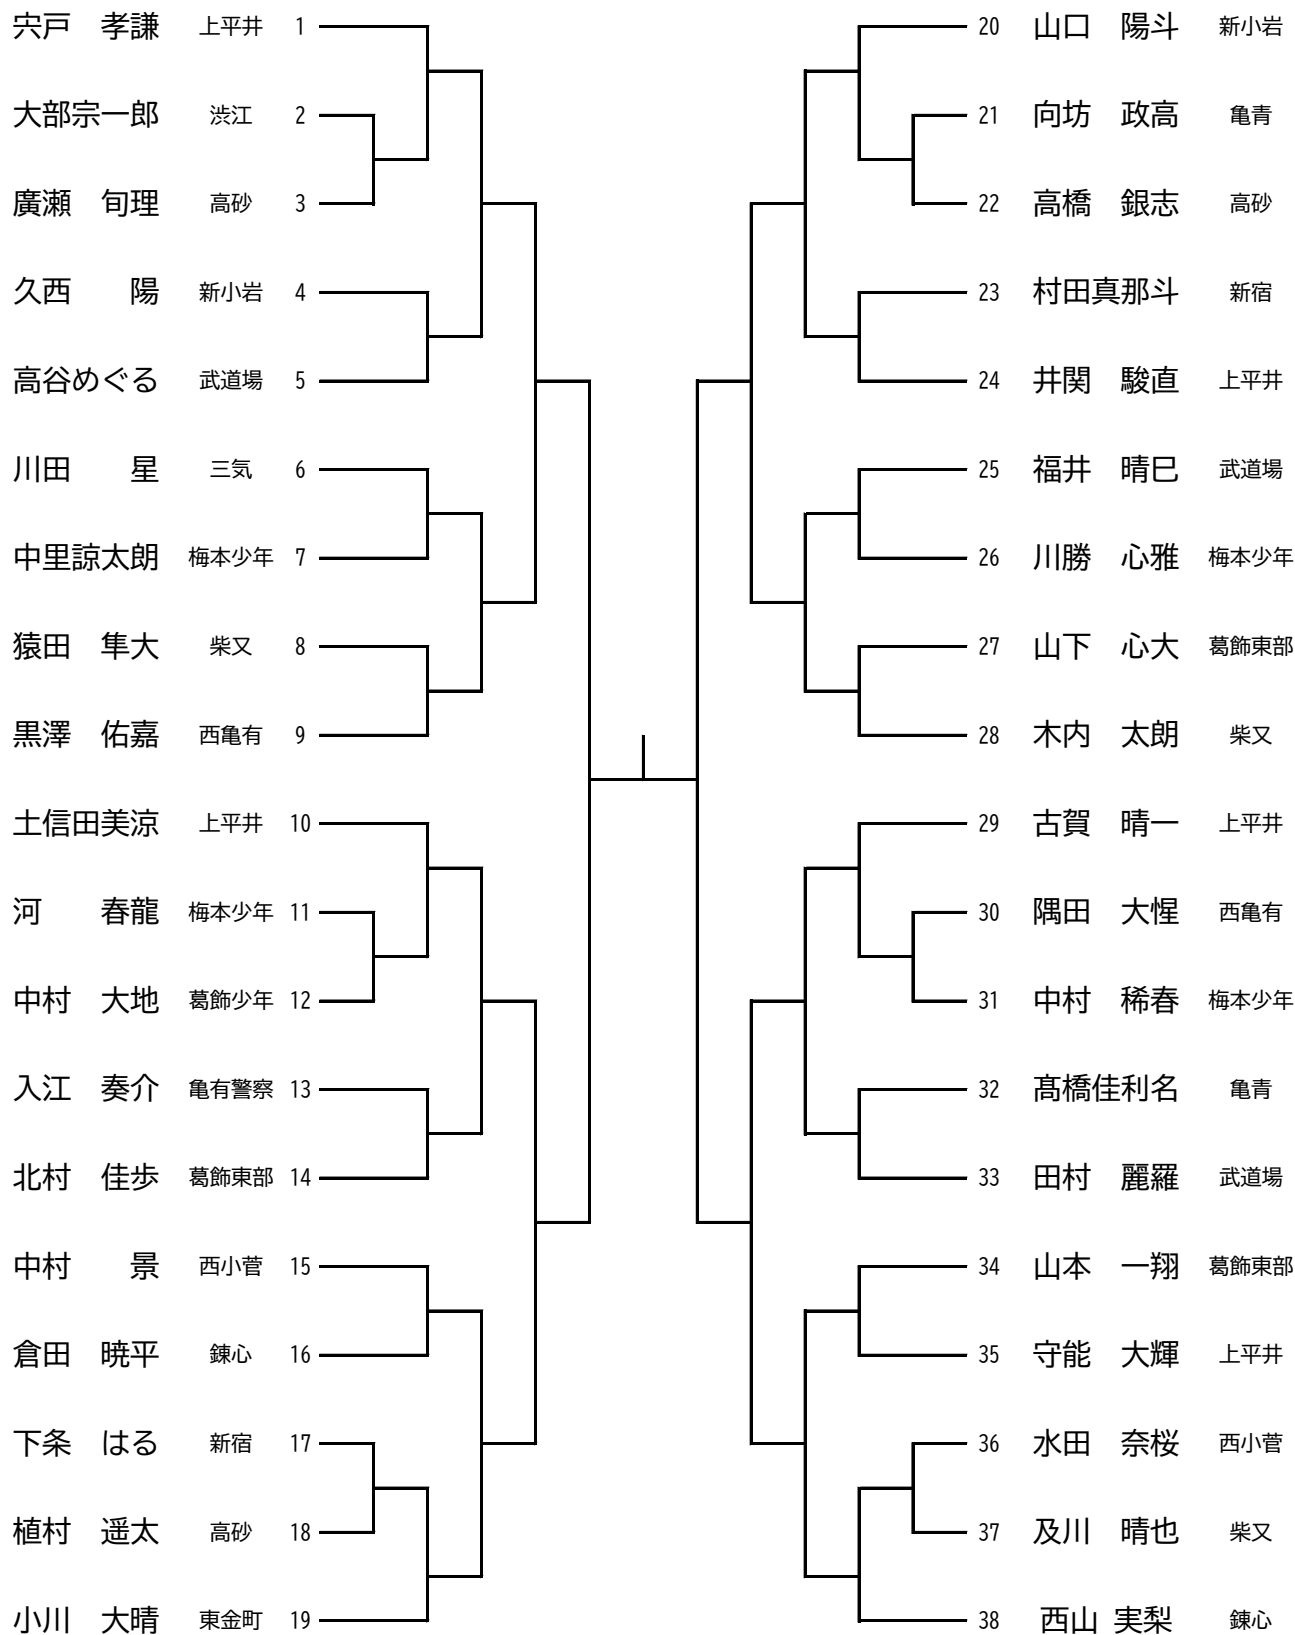 宍戸　孝謙 上平井 1
大部宗一郎 渋江 2
廣瀬　旬理 高砂 3
久西　　陽 新小岩 4
高谷めぐる 武道場 5
川田　　星 三気 6
中里諒太朗 梅本少年 7
猿田　隼大 柴又 8
黒澤　佑嘉 西亀有 9
土信田美涼 上平井 10
河　　春龍 梅本少年 11
中村　大地 葛飾少年 12
入江　奏介 亀有警察 13
北村　佳歩 葛飾東部 14
中村　　景 西小菅 15
倉田　暁平 錬心 16
下条　はる 新宿 17
植村　遥太 高砂 18
小川　大晴 東金町 19
20 山口　陽斗 新小岩
21 向坊　政高 亀青
22 高橋　銀志 高砂
23 村田真那斗 新宿
24 井関　駿直 上平井
25 福井　晴巳 武道場
26 川勝　心雅 梅本少年
27 山下　心大 葛飾東部
28 木内　太朗 柴又
29 古賀　晴一 上平井
30 隅田　大惺 西亀有
31 中村　稀春 梅本少年
32 髙橋佳利名 亀青
33 田村　麗羅 武道場
34 山本　一翔 葛飾東部
35 守能　大輝 上平井
36 水田　奈桜 西小菅
37 及川　晴也 柴又
38 西山 実梨 錬心